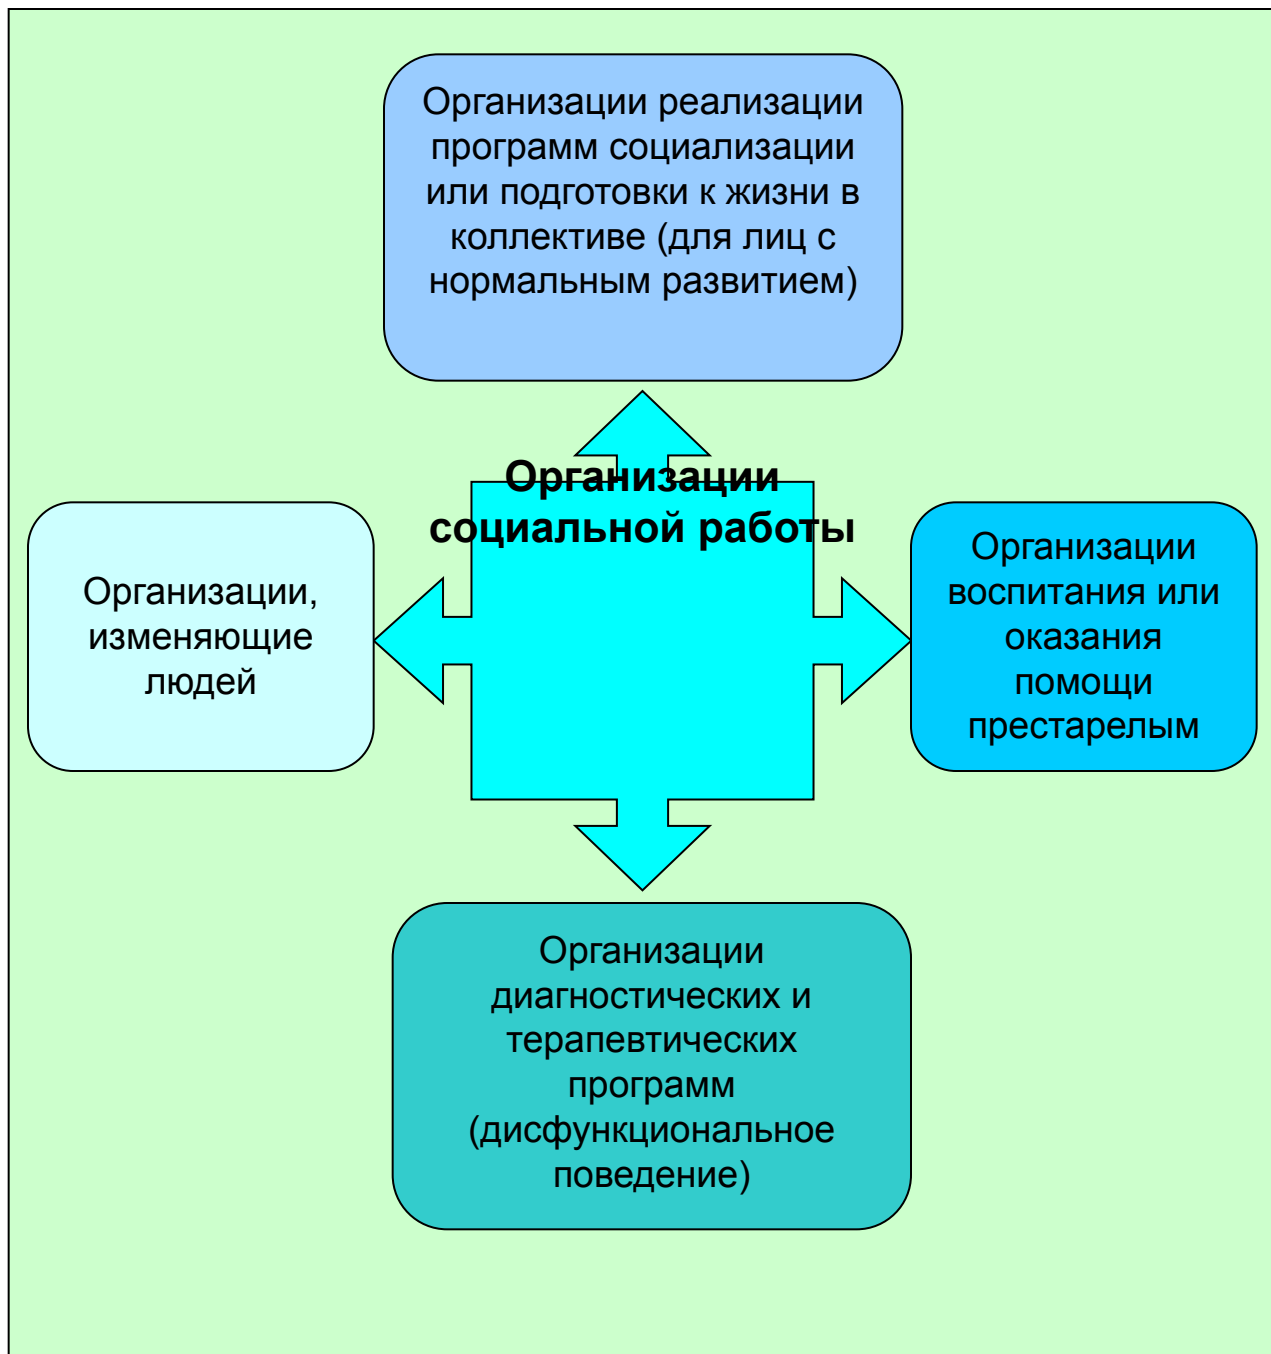 Организации реализации
программ социализации
или подготовки к жизни в
коллективе (для лиц с
нормальным развитием)
Организации
социальной работы
Организации,
изменяющие
людей
Организации
воспитания или
оказания
помощи
престарелым
Организации
диагностических и
терапевтических
программ
(дисфункциональное
поведение)